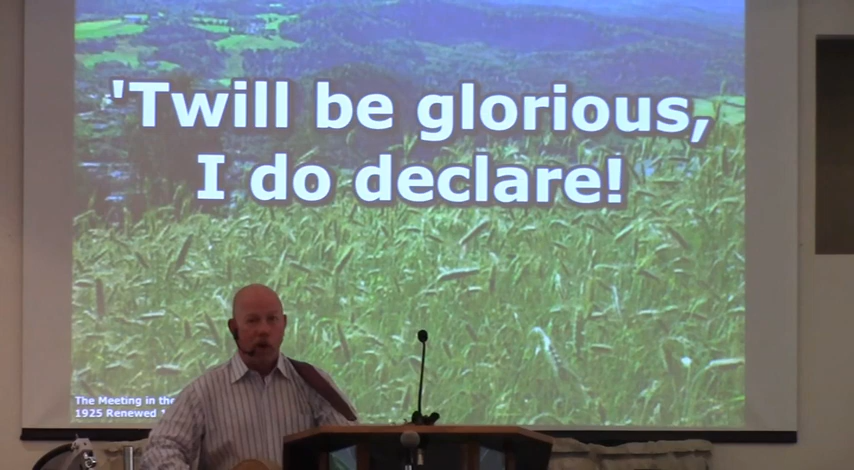 'Twill be glorious,
I do declare!
The Meeting in the
1925 Renewed